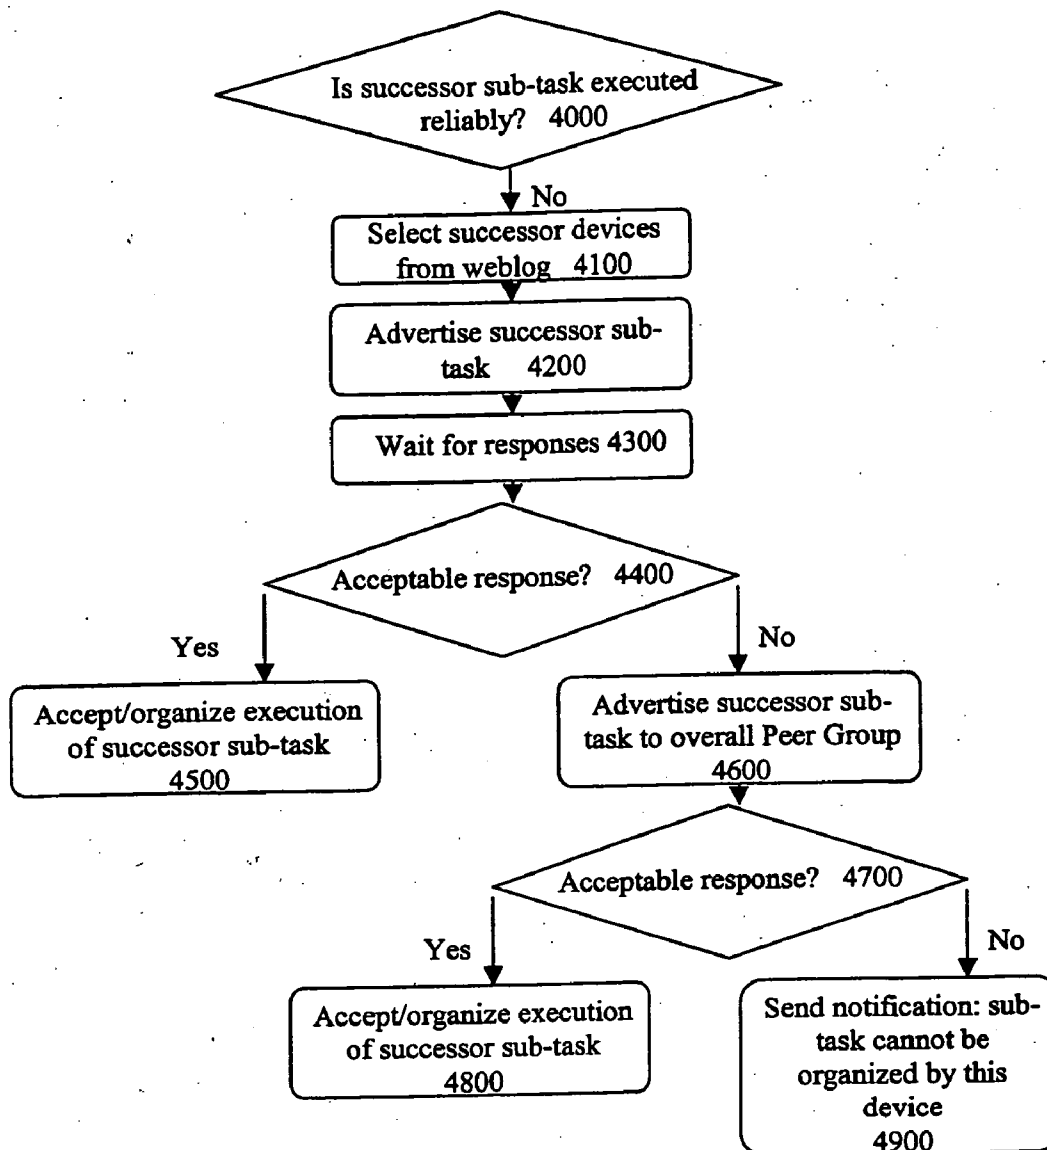 Is successor sub-task executed
reliably? 4000
No
Select successor devices
from weblog 4100
Advertise successor sub-
task 4200
Wait for responses 4300
Acceptable response? 4400
Yes
No
Accept/organize execution
of successor sub-task
4500
Advertise successor sub-
task to overall Peer Group
4600
Acceptable response? 4700
Yes
No
Accept/organize execution
of successor sub-task
4800
Send notification: sub-
task cannot be
organized by this
device
4900